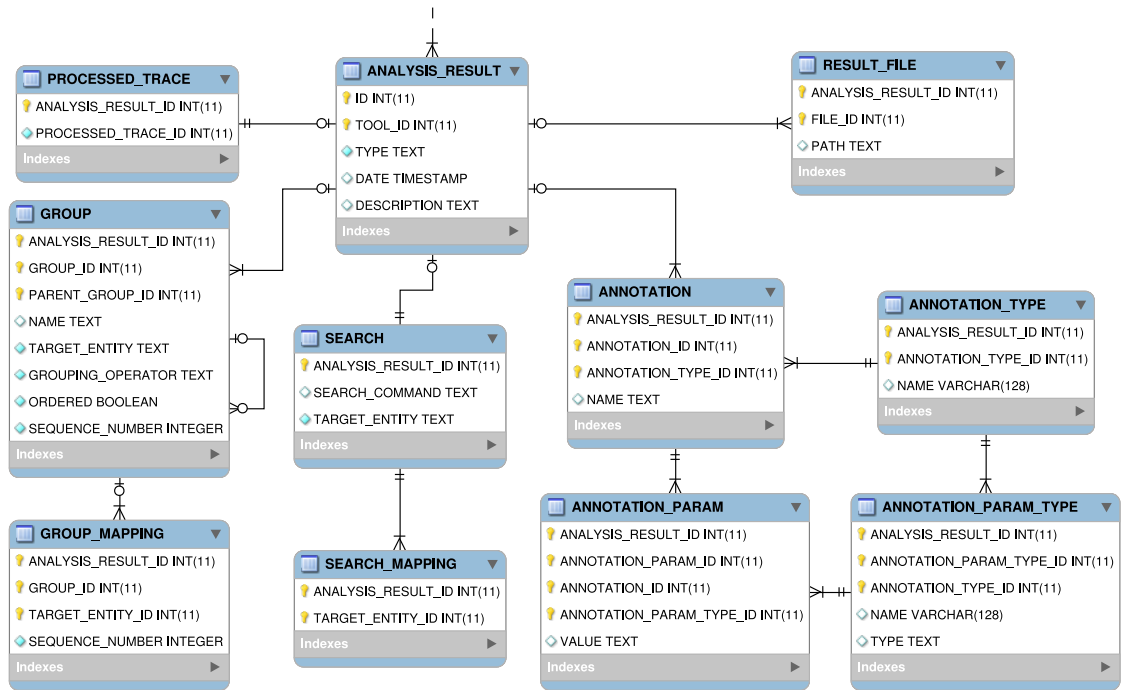 PROCESSED_TRACE
ANALYSIS_RESULT_ID INT(11)
PROCESSED_TRACE_ID INT(11)
Indexes
ANALYSIS_RESULT
ID INT(11)
TOOL_ID INT(11)
TYPE TEXT
DATE TIMESTAMP
DESCRIPTION TEXT
Indexes
RESULT_FILE
ANALYSIS_RESULT_ID INT(11)
FILE_ID INT(11)
PATH TEXT
Indexes
GROUP
ANALYSIS_RESULT_ID INT(11)
GROUP_ID INT(11)
PARENT_GROUP_ID INT(11)
NAME TEXT
TARGET_ENTITY TEXT
GROUPING_OPERATOR TEXT
ORDERED BOOLEAN
SEQUENCE_NUMBER INTEGER
Indexes
SEARCH
ANALYSIS_RESULT_ID INT(11)
SEARCH_COMMAND TEXT
TARGET_ENTITY TEXT
Indexes
ANNOTATION
ANALYSIS_RESULT_ID INT(11)
ANNOTATION_ID INT(11)
ANNOTATION_TYPE_ID INT(11)
NAME TEXT
Indexes
ANNOTATION_TYPE
ANALYSIS_RESULT_ID INT(11)
ANNOTATION_TYPE_ID INT(11)
NAME VARCHAR(128)
Indexes
GROUP_MAPPING
ANALYSIS_RESULT_ID INT(11)
GROUP_ID INT(11)
TARGET_ENTITY_ID INT(11)
SEQUENCE_NUMBER INTEGER
Indexes
SEARCH_MAPPING
ANALYSIS_RESULT_ID INT(11)
TARGET_ENTITY_ID INT(11)
Indexes
ANNOTATION_PARAM
ANALYSIS_RESULT_ID INT(11)
ANNOTATION_PARAM_ID INT(11)
ANNOTATION_ID INT(11)
ANNOTATION_PARAM_TYPE_ID INT(11)
VALUE TEXT
Indexes
ANNOTATION_PARAM_TYPE
ANALYSIS_RESULT_ID INT(11)
ANNOTATION_PARAM_TYPE_ID INT(11)
ANNOTATION_TYPE_ID INT(11)
NAME VARCHAR(128)
TYPE TEXT
Indexes